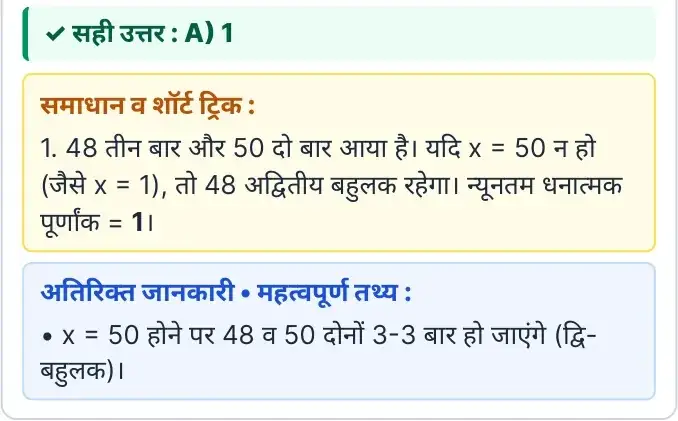 ✓ सही उत्तर : A) 1
समाधान व शॉर्ट ट्रिक :
1. 48 तीन बार और 50 दो बार आया है। यदि x = 50 न हो
(जैसे x = 1), तो 48 अद्वितीय बहुलक रहेगा। न्यूनतम धनात्मक
पूर्णांक = 1।
अतिरिक्त जानकारी • महत्वपूर्ण तथ्य :
• x = 50 होने पर 48 व 50 दोनों 3-3 बार हो जाएंगे (द्वि-
बहुलक)।